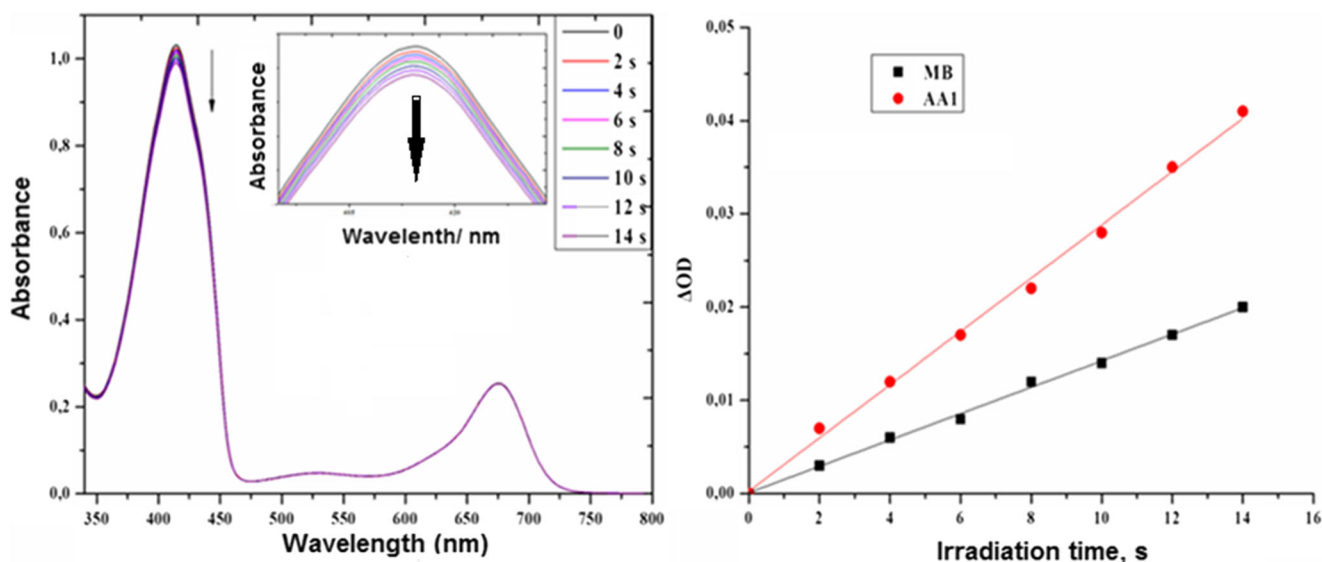 Absorbance
1,0
0,8
0,6
0,4
0,2
0,0
350 400 450 500 550 600 650 700 750 800
Wavelength (nm)
Absorbance
620
Wavelenth/ nm
0
2 s
4 s
6 s
8 s
10 s
12 s
14 s
ΔOD
0,05
0,04
0,03
0,02
0,01
0,00
0 2 4 6 8 10 12 14 16
Irradiation time, s
MB
AA1